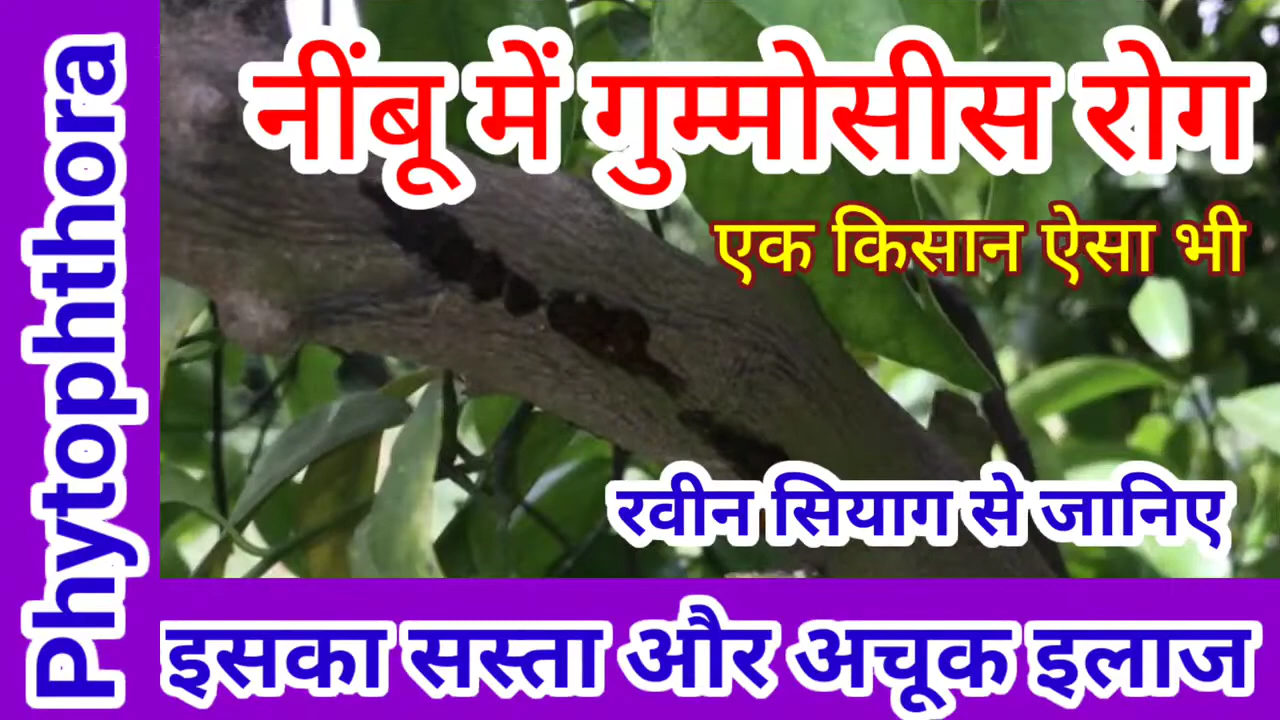 Phytophthora
नींबू में गुम्मोसीस रोग
एक किसान ऐसा भी
रवीन सियाग से जानिए
इसका सस्ता और अचूक इलाज